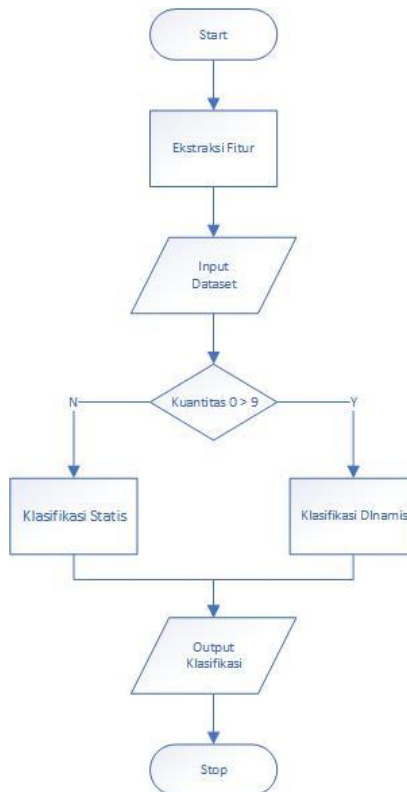 Start
Ekstraksi Fitur
Input
Dataset
Kuantitas 0 > 9
N
Y
Klasifikasi Statis
Klasifikasi DInamis
Output
Klasifikasi
Stop